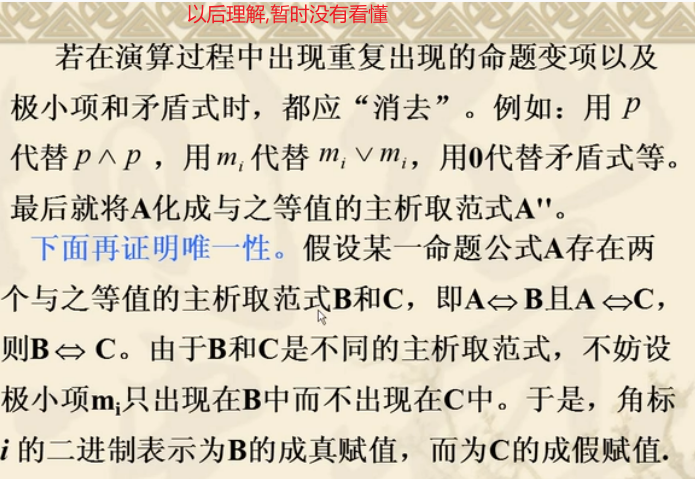 以后理解,暂时没有看懂
若在演算过程中出现重复出现的命题变项以及
极小项和矛盾式时，都应“消去”。例如：用 p
代替 p∧p ，用 mᵢ 代替 mᵢ∨mᵢ，用0代替矛盾式等。
最后就将A化成与之等值的主析取范式A''。
下面再证明唯一性。假设某一命题公式A存在两
个与之等值的主析取范式B和C，即A⇔B且A ⇔C，
则B ⇔ C。由于B和C是不同的主析取范式，不妨设
极小项mᵢ只出现在B中而不出现在C中。于是，角标
i 的二进制表示为B的成真赋值，而为C的成假赋值.